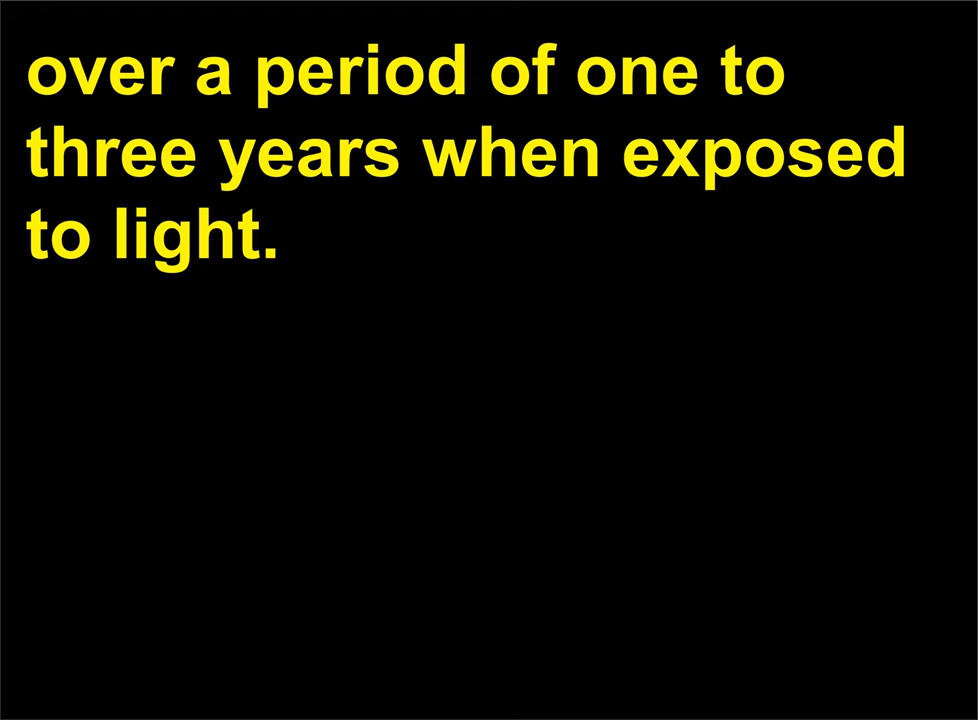 over a period of one to
three years when exposed
to light.